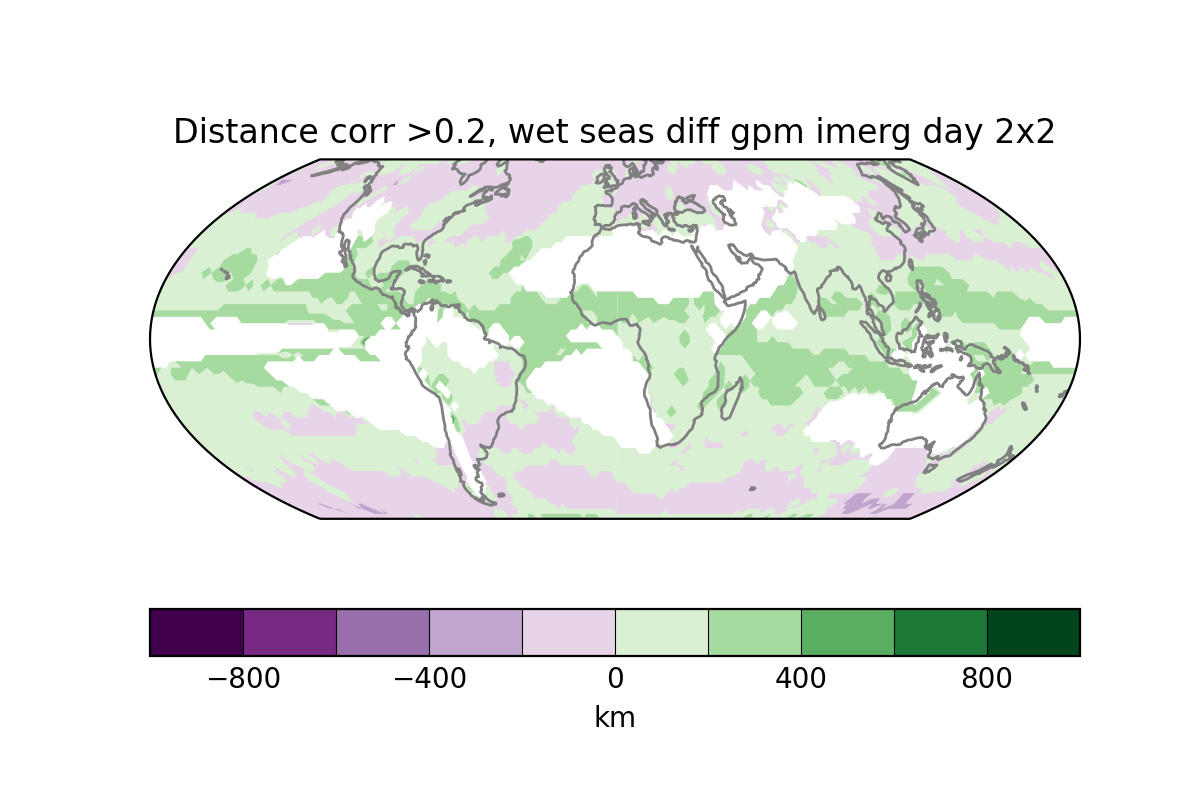 Distance corr >0.2, wet seas diff gpm imerg day 2x2
−800 −400 0 400 800
km